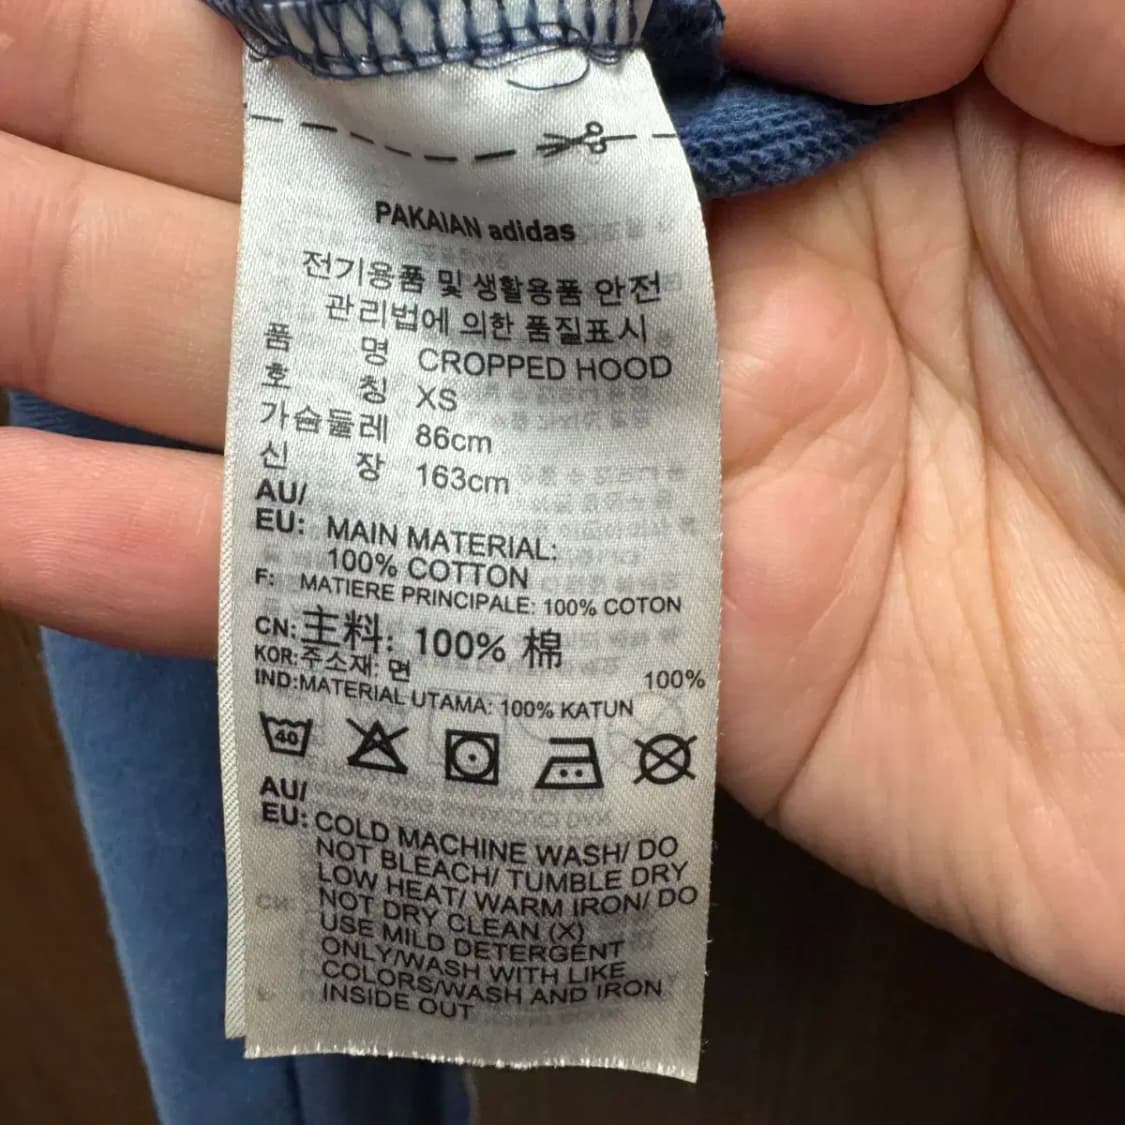 PAKAIAN adidas
전기용품 및 생활용품 안전
관리법에 의한 품질표시
품 명 CROPPED HOOD
호 칭 XS
가슴둘레 86cm
신 장 163cm
AU/
EU: MAIN MATERIAL:
100% COTTON
F: MATIERE PRINCIPALE: 100% COTON
CN:主料: 100% 棉
KOR:주소재: 면 100%
IND:MATERIAL UTAMA: 100% KATUN
40
AU/
EU: COLD MACHINE WASH/ DO
NOT BLEACH/ TUMBLE DRY
LOW HEAT/ WARM IRON/ DO
NOT DRY CLEAN (X)
USE MILD DETERGENT
ONLY/WASH WITH LIKE
COLORS/WASH AND IRON
INSIDE OUT